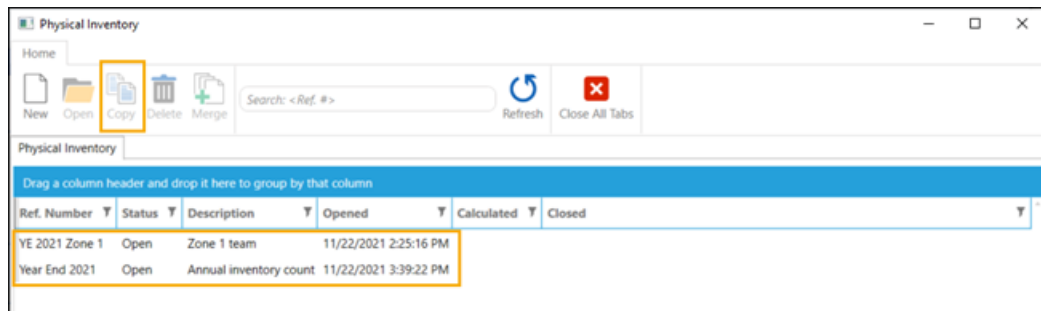 Physical Inventory
Home
New Open Copy Delete Merge Search: <Ref. #> Refresh Close All Tabs
Physical Inventory
Drag a column header and drop it here to group by that column
Ref. Number Status Description Opened Calculated Closed
YE 2021 Zone 1 Open Zone 1 team 11/22/2021 2:25:16 PM
Year End 2021 Open Annual inventory count 11/22/2021 3:39:22 PM